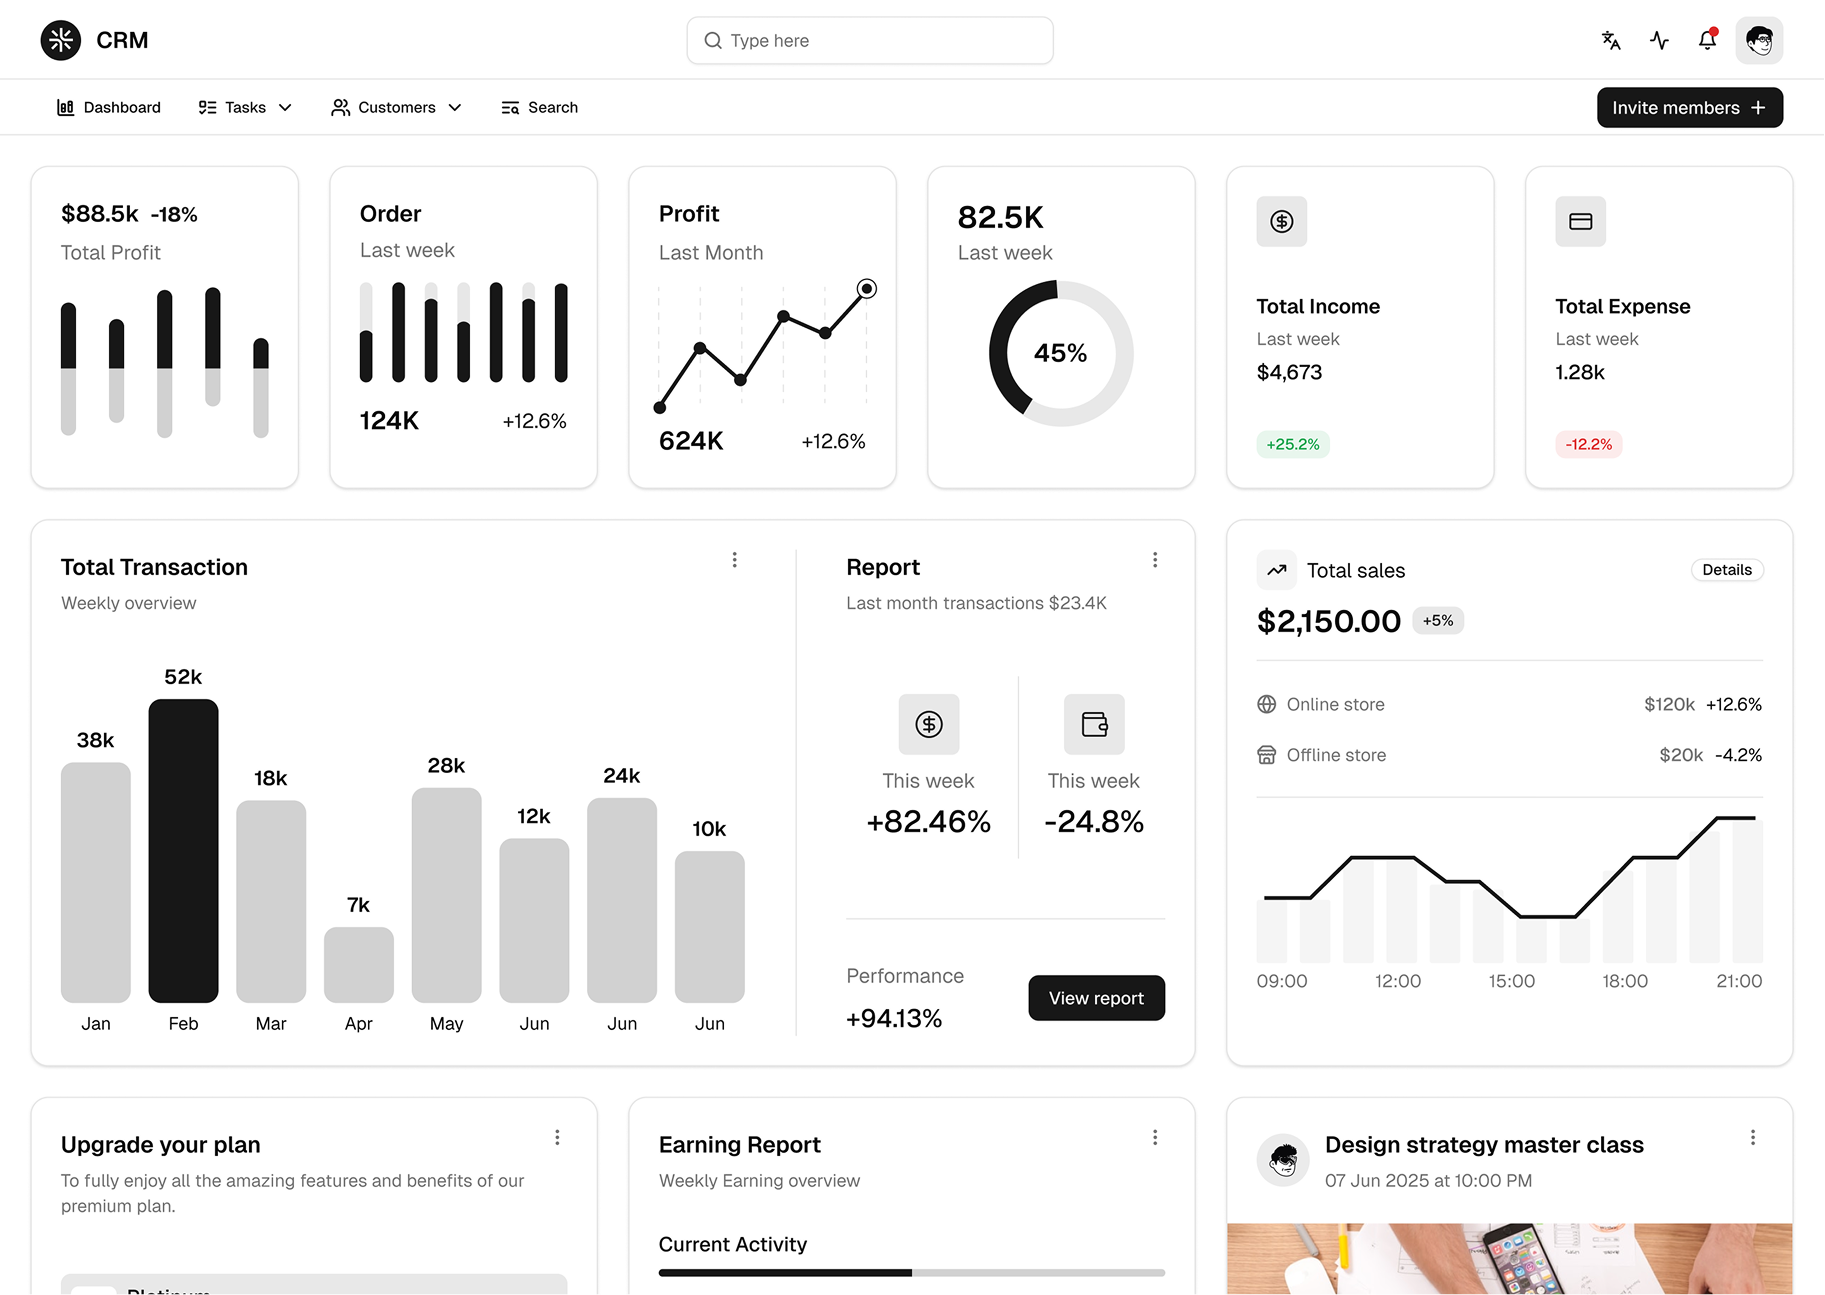 CRM
Type here
Dashboard
Tasks
Customers
Search
Invite members
$88.5k -18%
Total Profit
Order
Last week
124K +12.6%
Profit
Last Month
624K +12.6%
82.5K
Last week
45%
Total Income
Last week
$4,673
+25.2%
Total Expense
Last week
1.28k
-12.2%
Total Transaction
Weekly overview
38k
52k
18k
7k
28k
12k
24k
10k
Jan Feb Mar Apr May Jun Jun Jun
Report
Last month transactions $23.4K
This week
+82.46%
This week
-24.8%
Performance
+94.13%
View report
Total sales
Details
$2,150.00 +5%
Online store $120k +12.6%
Offline store $20k -4.2%
09:00 12:00 15:00 18:00 21:00
Upgrade your plan
To fully enjoy all the amazing features and benefits of our
premium plan.
Platinum
Earning Report
Weekly Earning overview
Current Activity
Design strategy master class
07 Jun 2025 at 10:00 PM